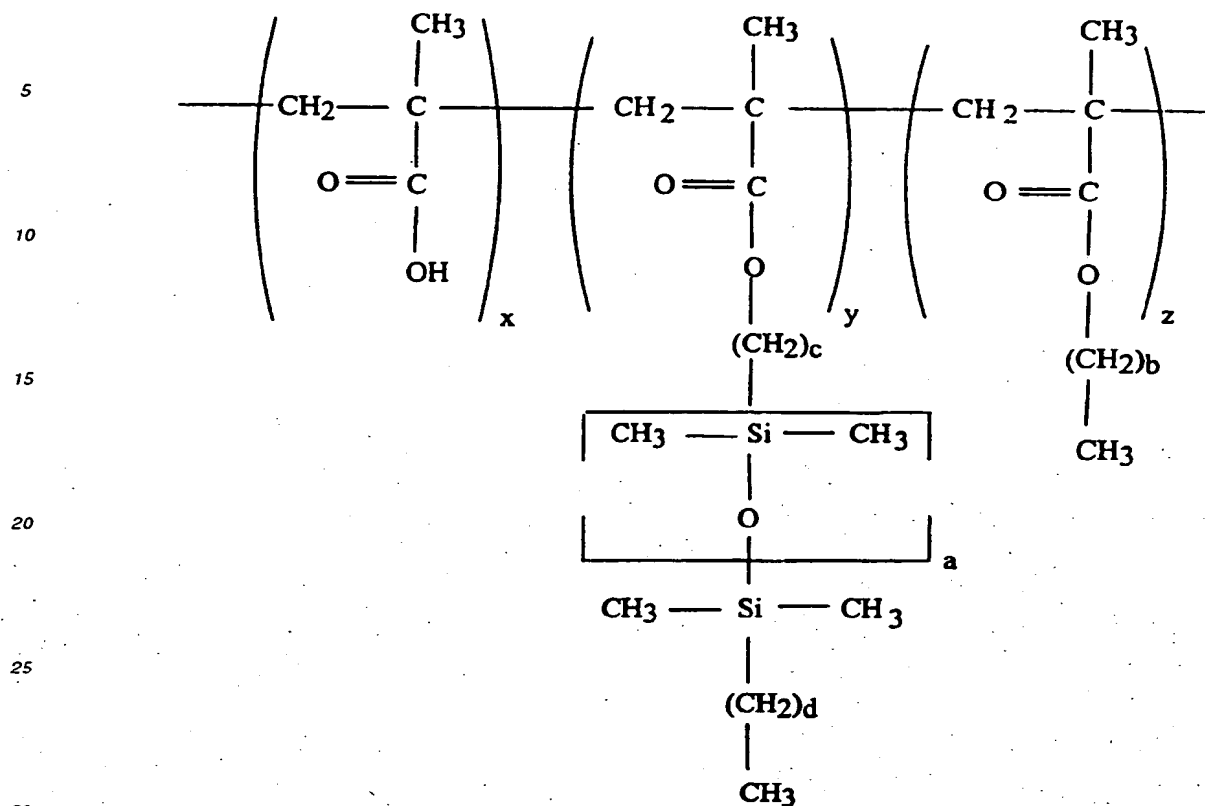 CH3 CH3 CH3
5
CH2 C CH2 C CH2 C
O C O C O C
10
OH O O
x y z
(CH2)c (CH2)b
15
CH3 Si CH3 CH3
20
O
a
CH3 Si CH3
25
(CH2)d
CH3